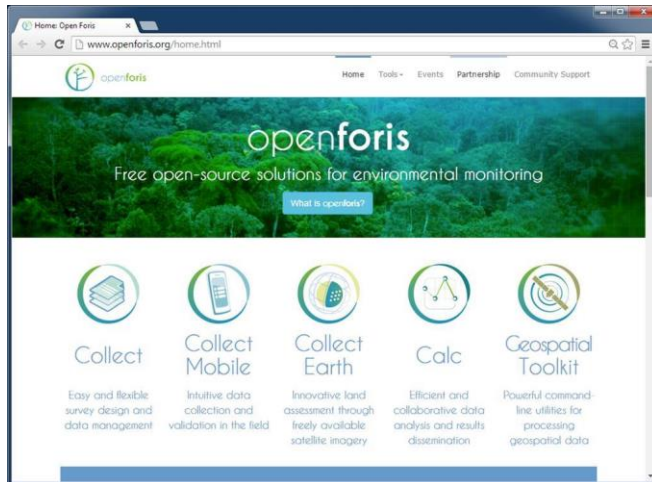 Home: Open Foris
www.openforis.org/home.html
openforis
Home Tools Events Partnership Community Support
openforis
Free open-source solutions for environmental monitoring
What is openforis?
Collect
Collect
Mobile
Collect
Earth
Calc
Geospatial
Toolkit
Easy and flexible
survey design and
data management
Intuitive data
collection and
validation in the field
Innovative land
assessment through
freely available
satellite imagery
Efficient and
collaborative data
analysis and results
dissemination
Powerful command-
line utilities for
processing
geospatial data